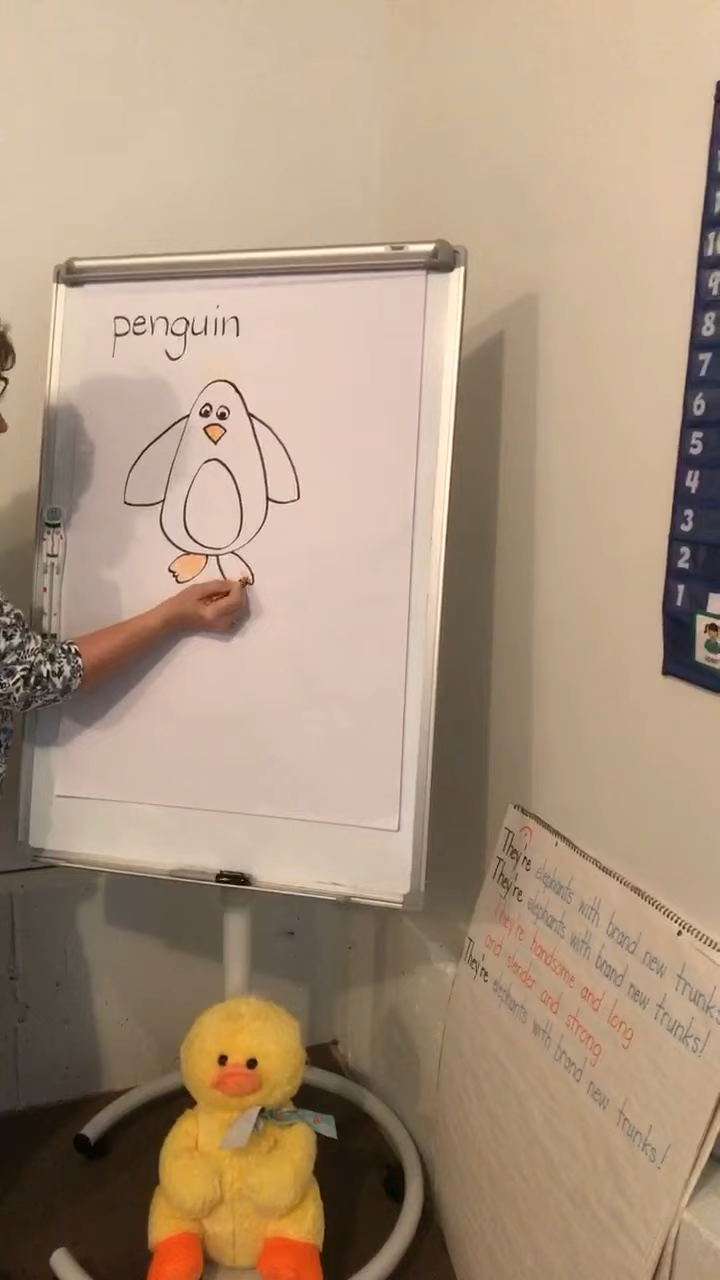 penguin
10
9
8
7
6
5
4
3
2
1
They're elephants with brand new trunks
They're elephants with brand new trunks!
They're handsome and long
and slender and strong
They're elephants with brand new trunks!